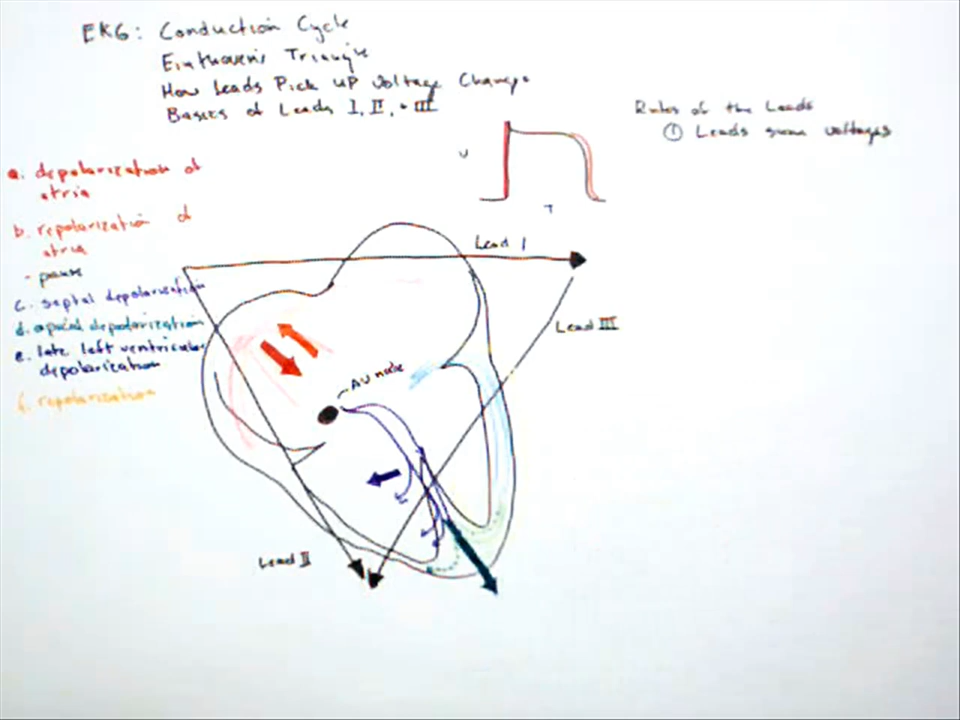 EKG: Conduction Cycle
Einthoven's Triangle
How Leads Pick up Voltage Change
Basics of Leads I, II, + III
Rules of the Leads
① Leads sum voltages
V
T
a. depolarization of
atria
b. repolarization of
atria
- pause
c. septal depolarization
d. apical depolarization
e. late left ventricular
depolarization
f. repolarization
Lead I
Lead III
AV node
Lead II